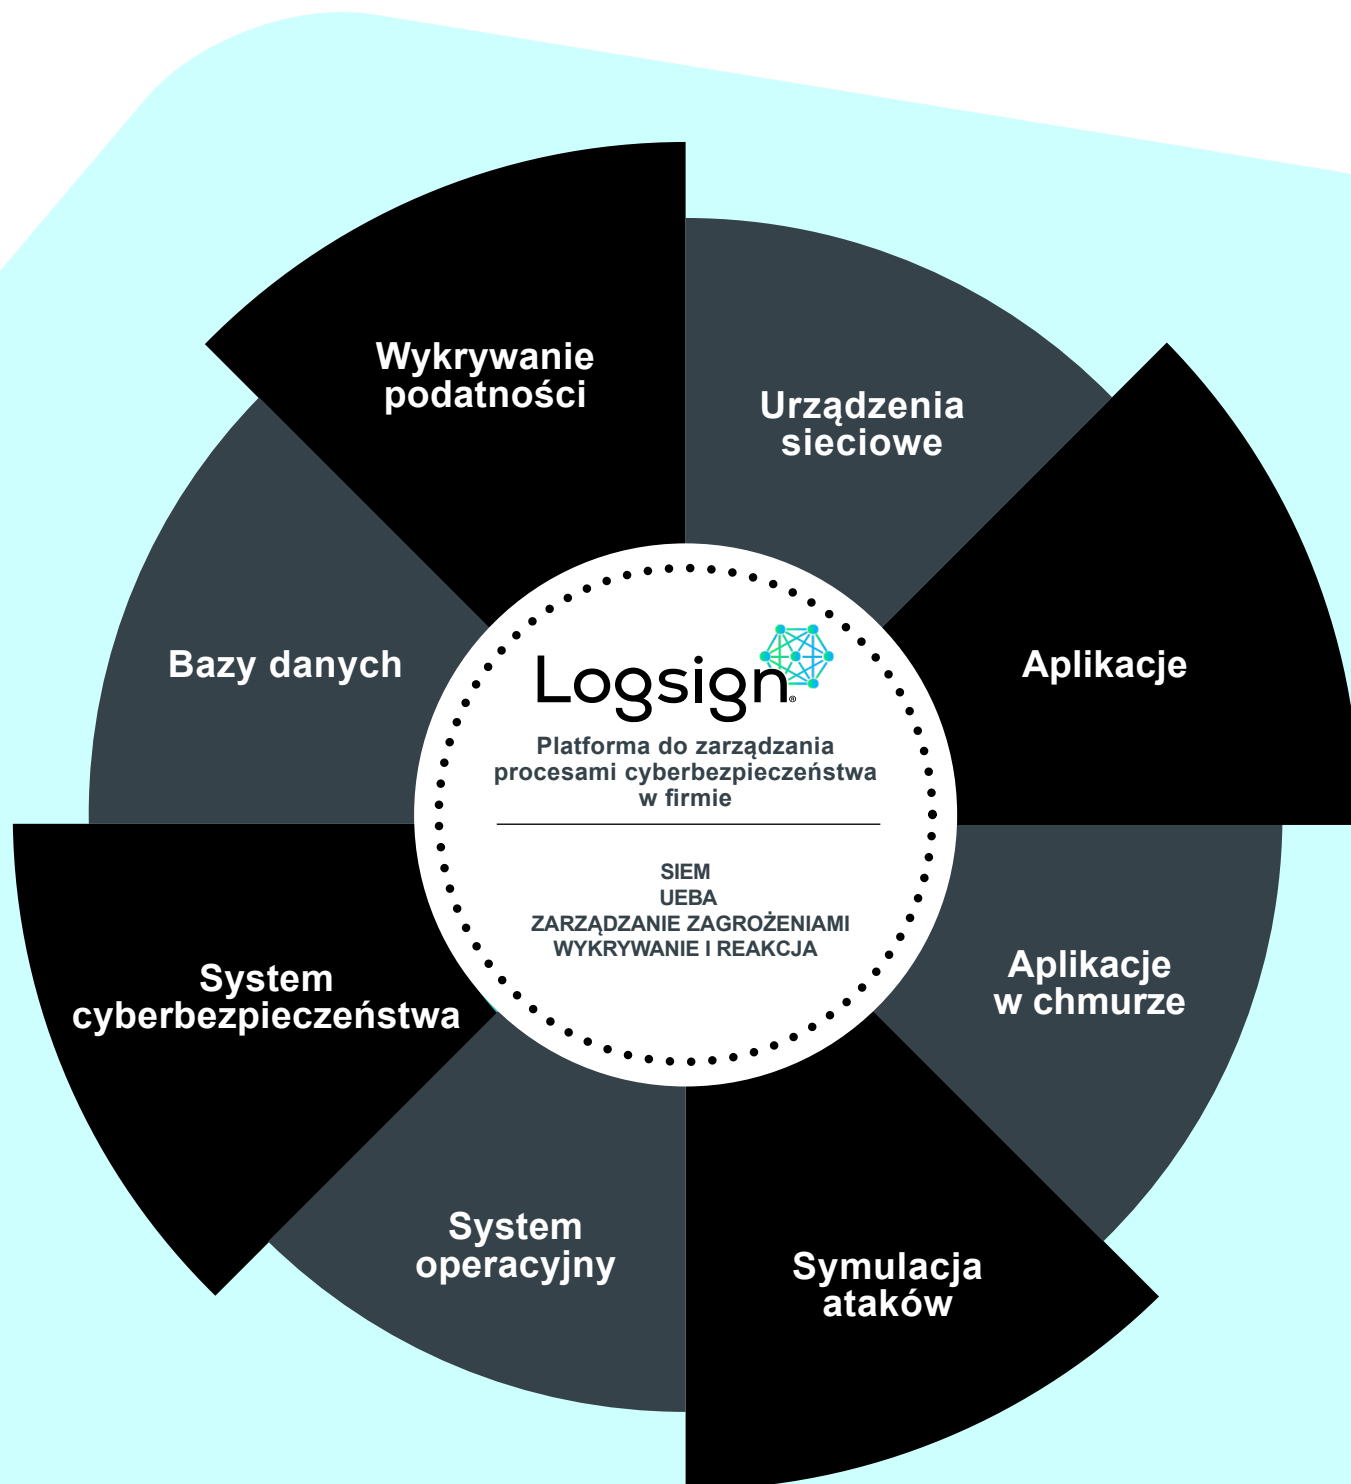 Wykrywanie
podatności
Urządzenia
sieciowe
Bazy danych
Aplikacje
Logsign®
Platforma do zarządzania
procesami cyberbezpieczeństwa
w firmie
SIEM
UEBA
ZARZĄDZANIE ZAGROŻENIAMI
WYKRYWANIE I REAKCJA
System
cyberbezpieczeństwa
Aplikacje
w chmurze
System
operacyjny
Symulacja
ataków